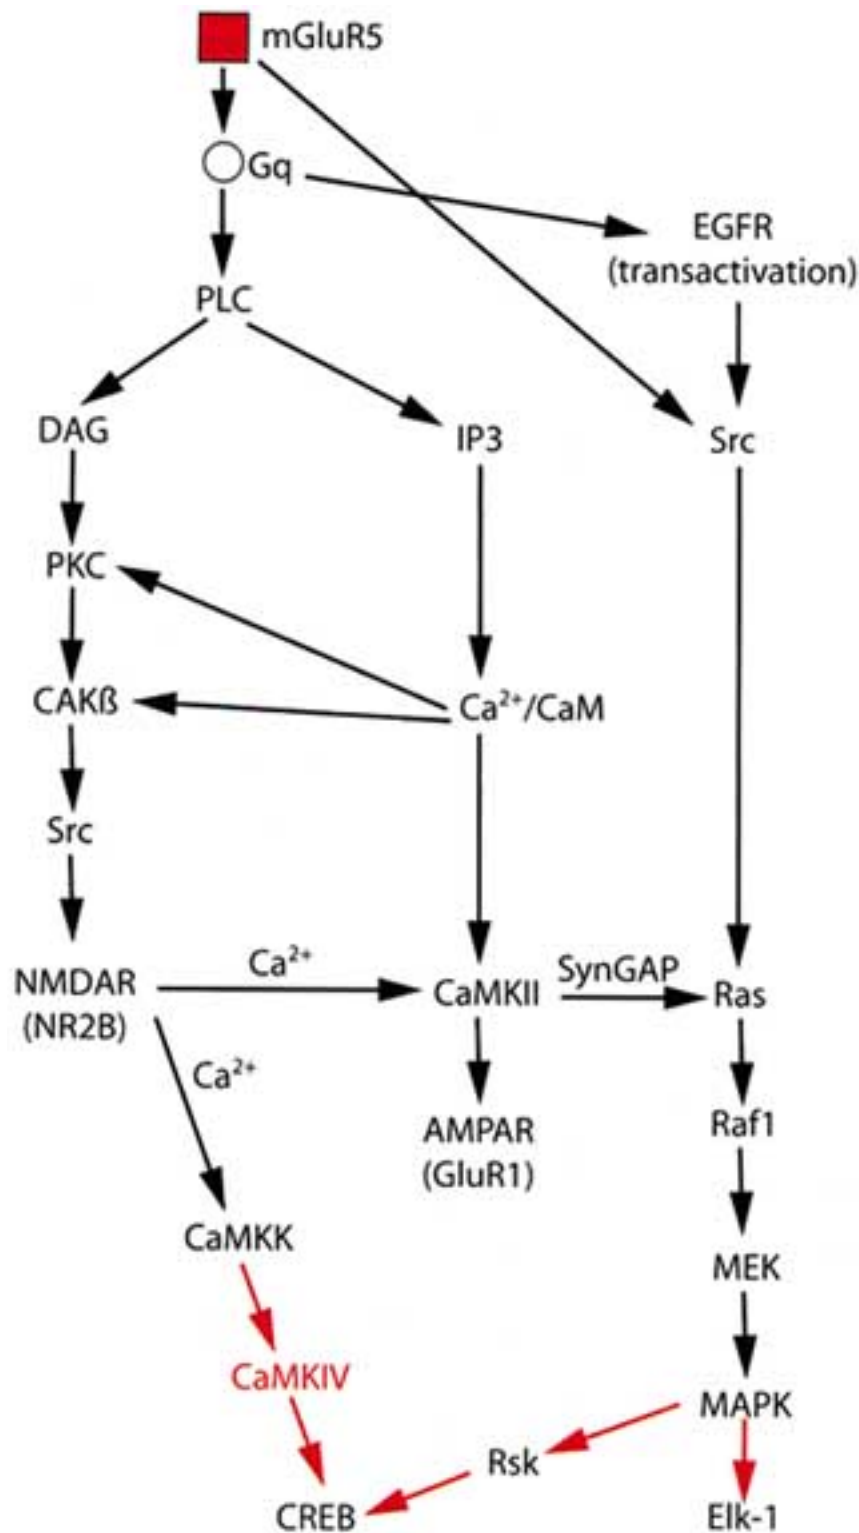 mGluR5
Gq
EGFR
(transactivation)
PLC
DAG
IP3
Src
PKC
CAKß
Ca²⁺/CaM
Src
Ca²⁺
SynGAP
NMDAR
(NR2B)
CaMKII
Ras
Ca²⁺
AMPAR
(GluR1)
Raf1
CaMKK
MEK
CaMKIV
MAPK
Rsk
CREB
Elk-1